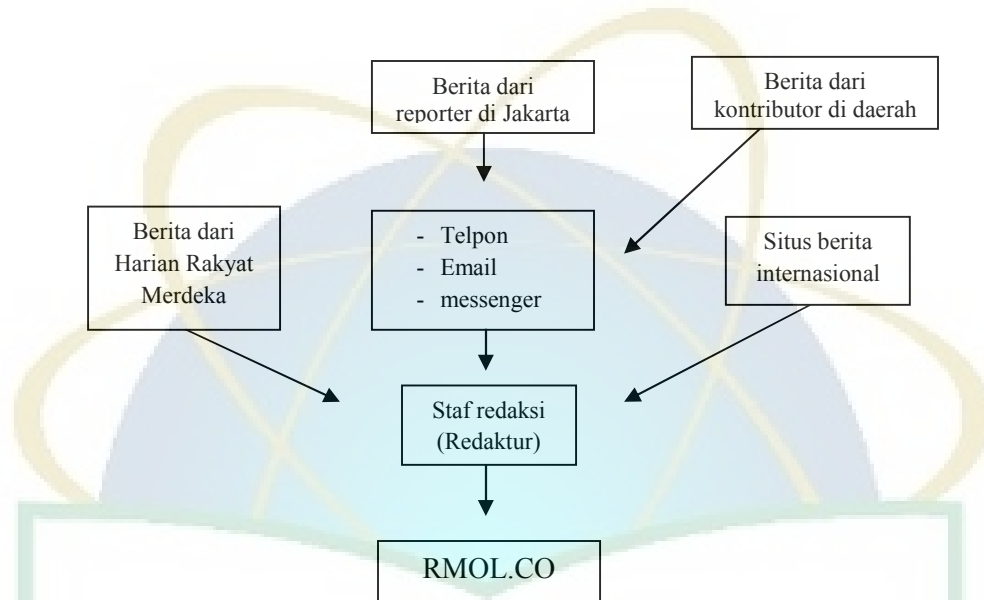 Berita dari
reporter di Jakarta
Berita dari
kontributor di daerah
Berita dari
Harian Rakyat
Merdeka
- Telpon
- Email
- messenger
Situs berita
internasional
Staf redaksi
(Redaktur)
RMOL.CO